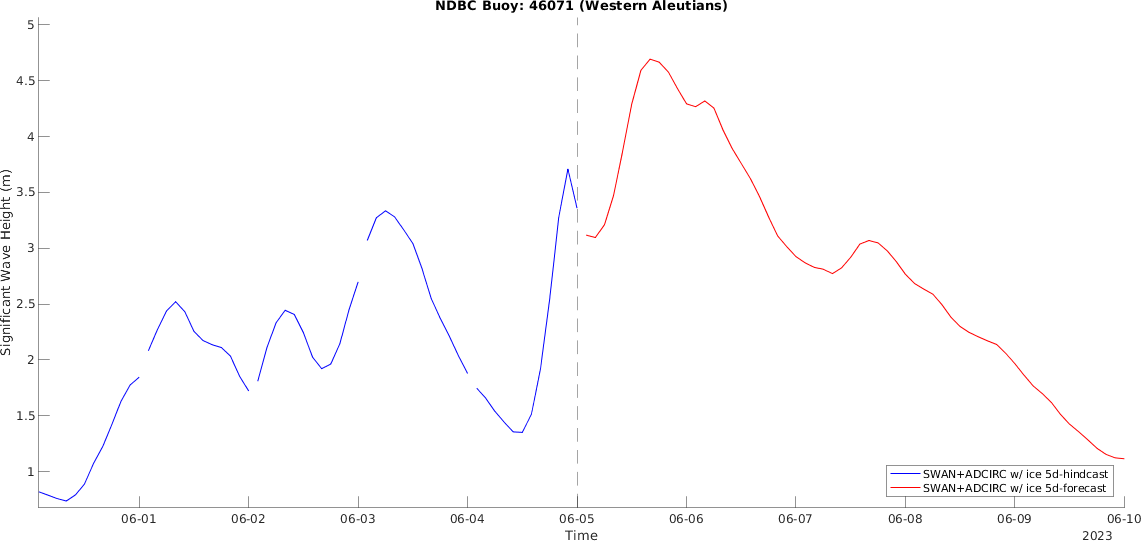 NDBC Buoy: 46071 (Western Aleutians)
Significant Wave Height (m)
5
4.5
4
3.5
3
2.5
2
1.5
1
SWAN+ADCIRC w/ ice 5d-hindcast
SWAN+ADCIRC w/ ice 5d-forecast
06-01 06-02 06-03 06-04 06-05 06-06 06-07 06-08 06-09 06-10
Time
2023